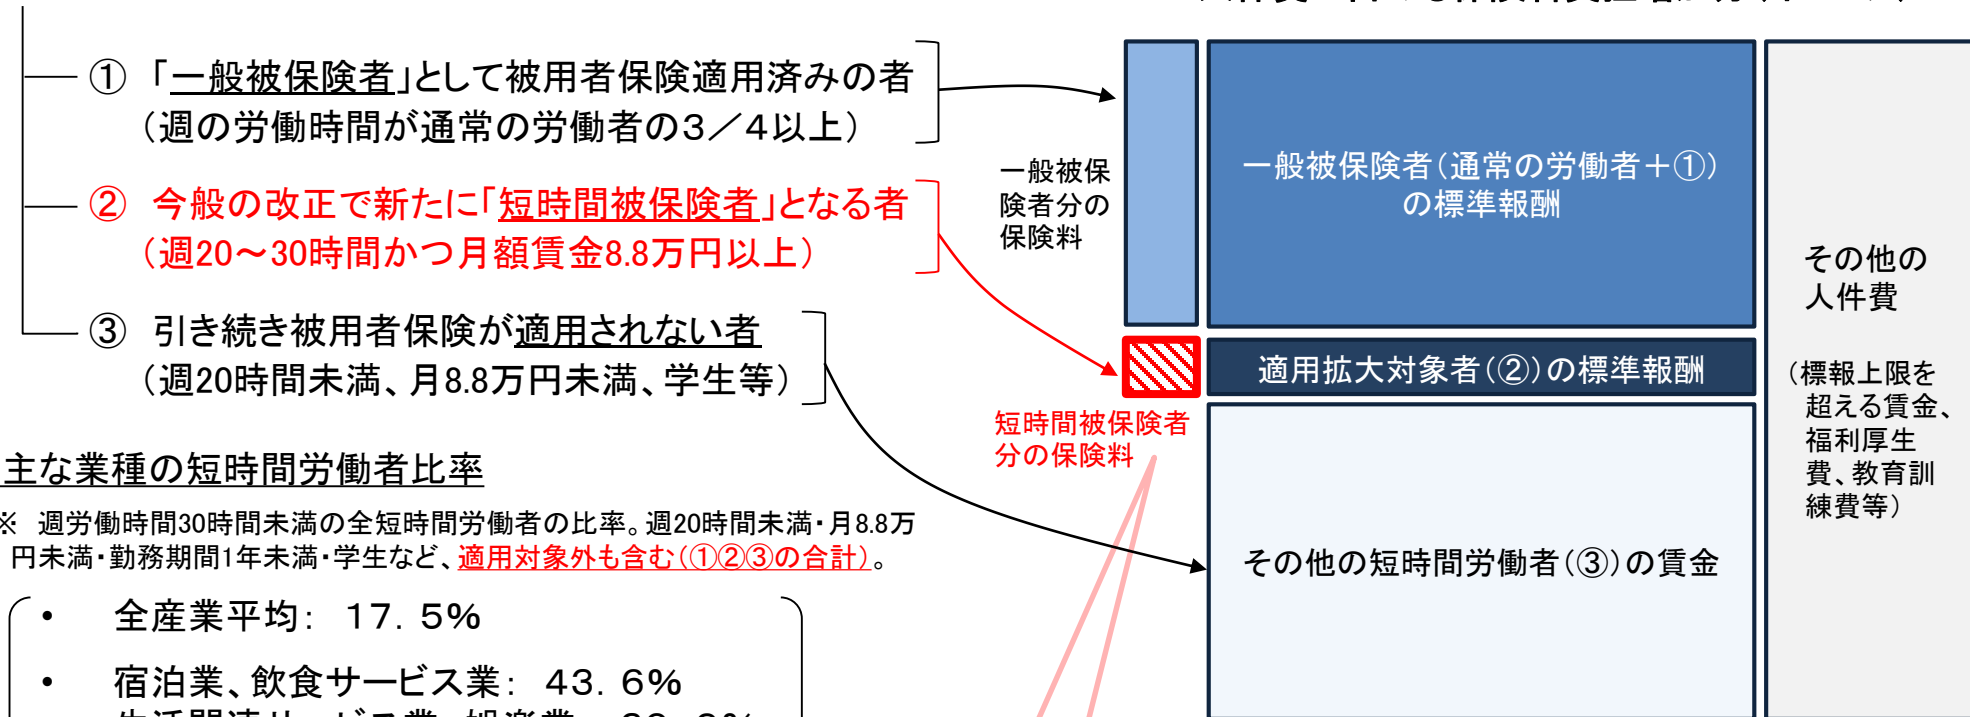 ① 「一般被保険者」として被用者保険適用済みの者
（週の労働時間が通常の労働者の３／４以上）
② 今般の改正で新たに「短時間被保険者」となる者
（週20～30時間かつ月額賃金8.8万円以上）
③ 引き続き被用者保険が適用されない者
（週20時間未満、月8.8万円未満、学生等）
主な業種の短時間労働者比率
※ 週労働時間30時間未満の全短時間労働者の比率。週20時間未満・月8.8万
円未満・勤務期間1年未満・学生など、適用対象外も含む（①②③の合計）。
・ 全産業平均： １７．５％
・ 宿泊業、飲食サービス業： ４３．６％
一般被保
険者分の
保険料
一般被保険者（通常の労働者＋①）
の標準報酬
適用拡大対象者（②）の標準報酬
短時間被保険者
分の保険料
その他の短時間労働者（③）の賃金
その他の
人件費
（標報上限を
超える賃金、
福利厚生
費、教育訓
練費等）